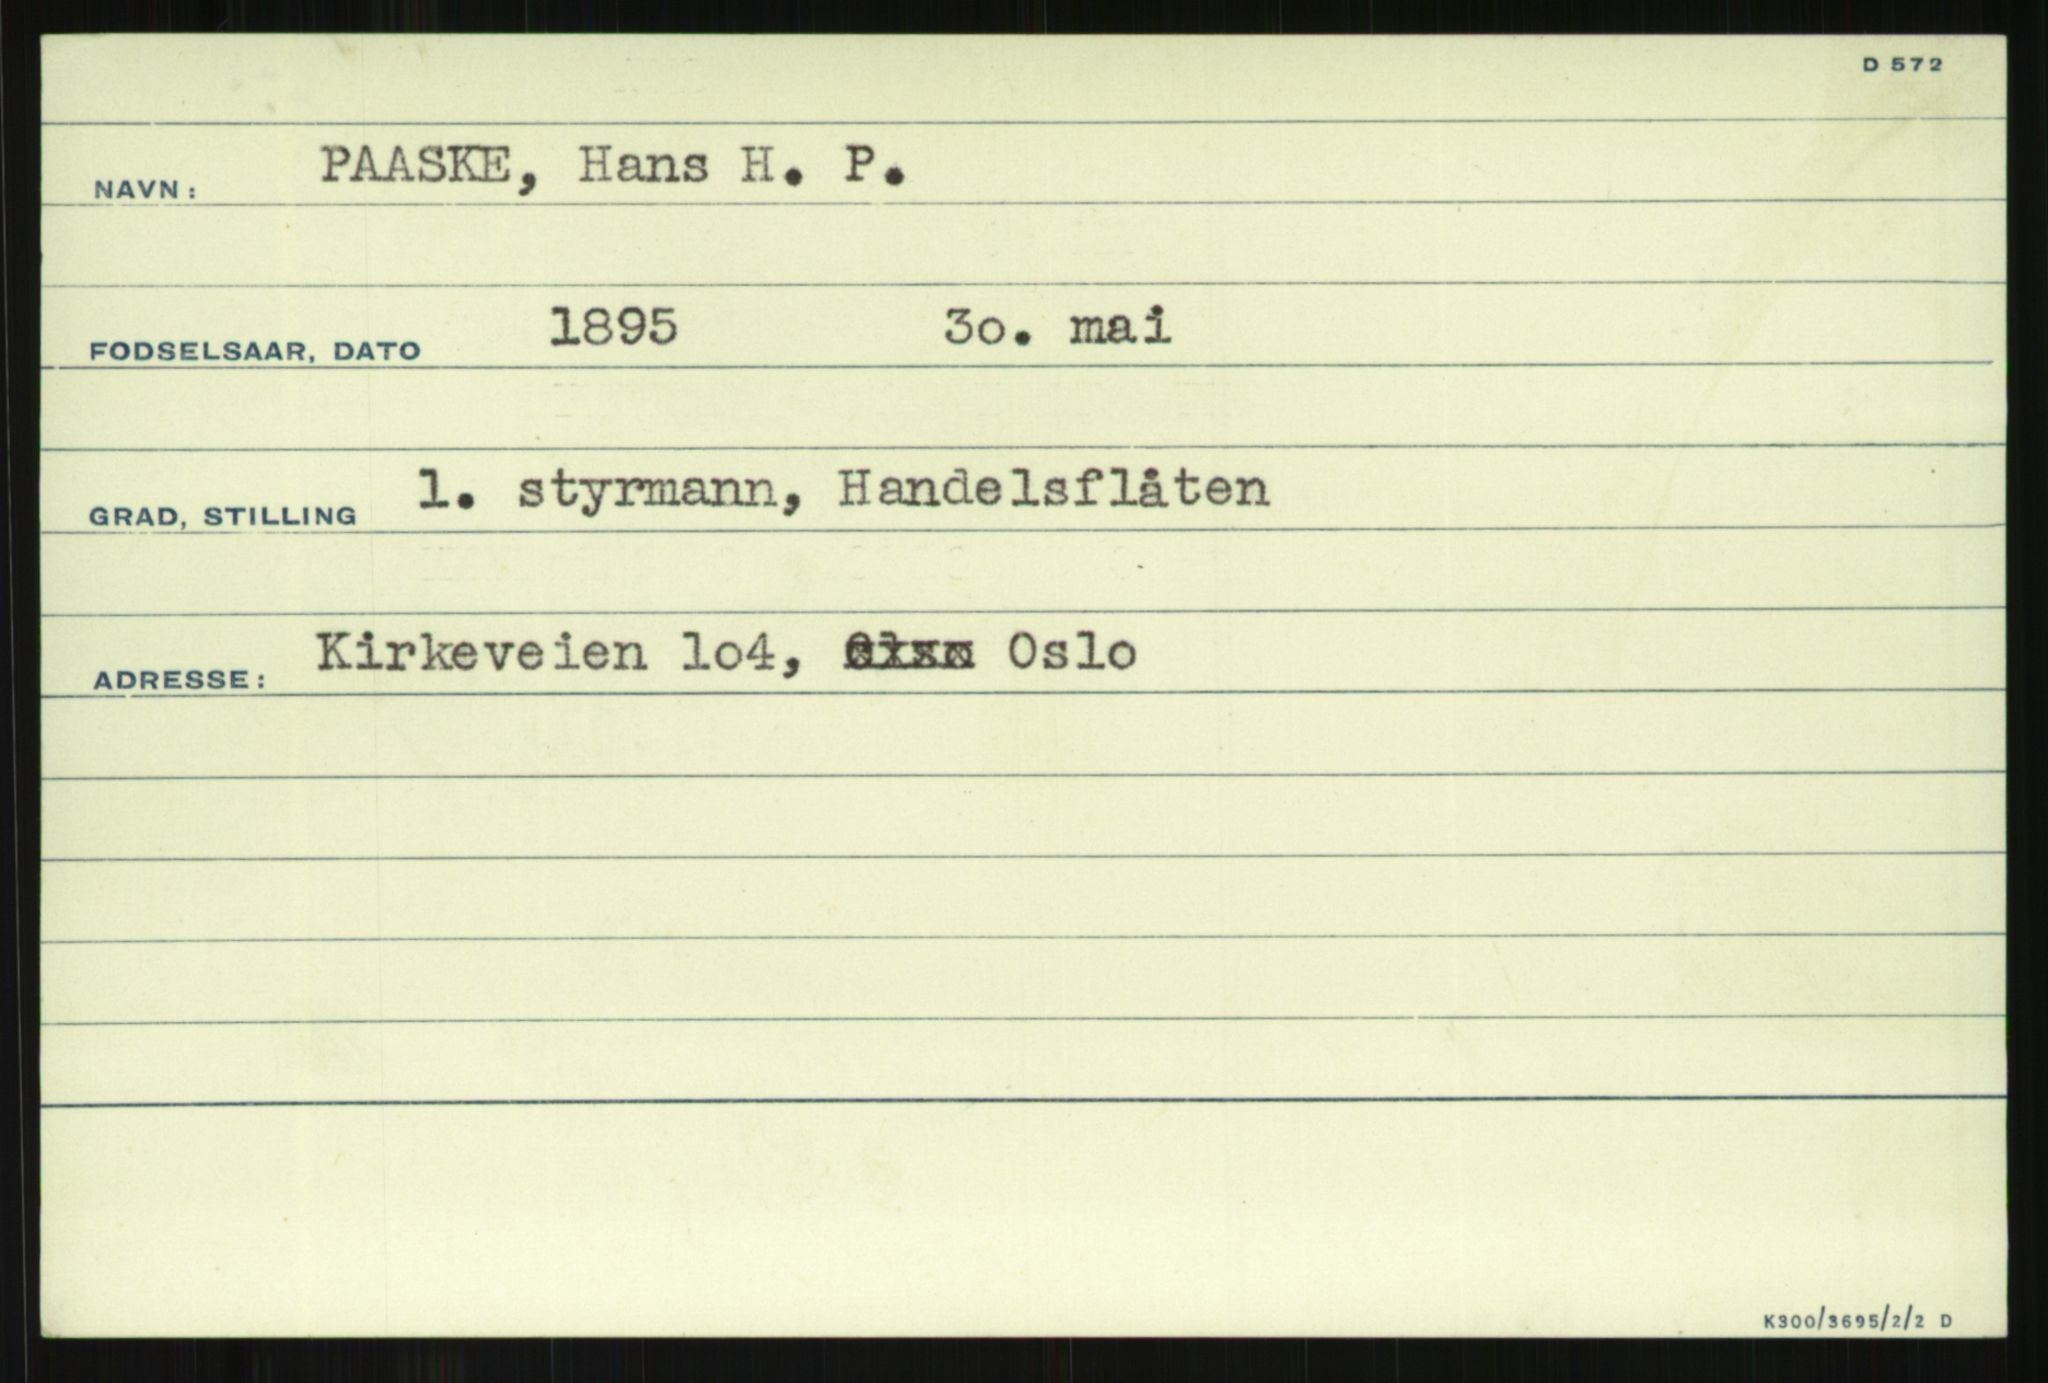 D 572
NAVN: PAASKE, Hans H. P.
FODSELSAAR, DATO 1895 3o. mai
GRAD, STILLING 1. styrmann, Handelsflåten
ADRESSE: Kirkeveien lo4, Oslo
K300/3695/2/2 D